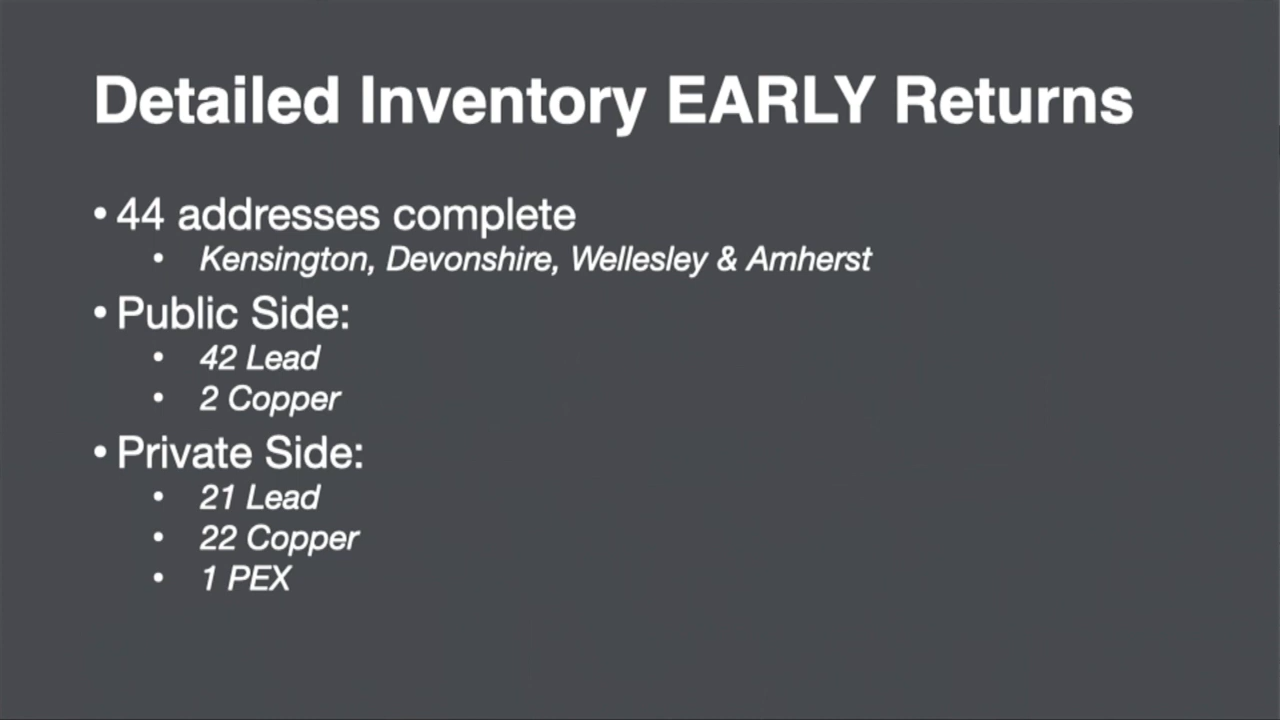 Detailed Inventory EARLY Returns
• 44 addresses complete
• Kensington, Devonshire, Wellesley & Amherst
• Public Side:
• 42 Lead
• 2 Copper
• Private Side:
• 21 Lead
• 22 Copper
• 1 PEX